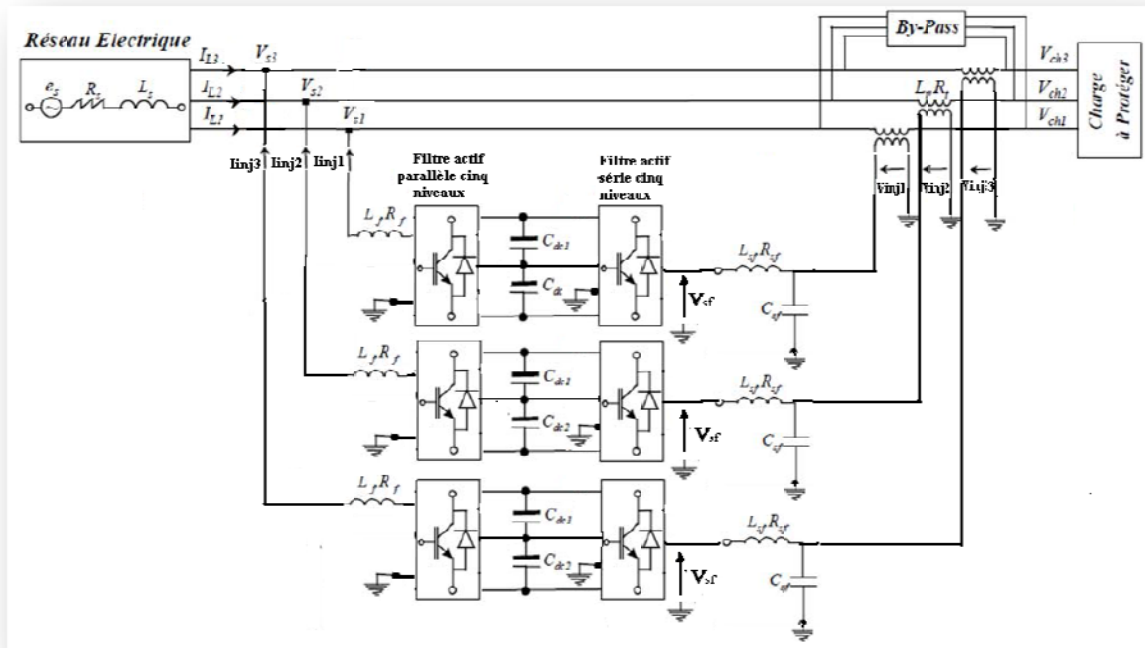 Réseau Electrique
e_s R_s L_s
I_L3
I_L2
I_L1
V_s3
V_s2
V_s1
By-Pass
V_ch3
V_ch2
V_ch1
Charge
à Protéger
Iinj3
Iinj2
Iinj1
Filtre actif
parallèle cinq
niveaux
Filtre actif
série cinq
niveaux
Vinj1
Vinj2
Vinj3
L_f R_f
C_dc1
C_dc
V_sf
L_sf R_sf
C_sf
L_f R_f
C_dc1
C_dc2
V_sf
L_sf R_sf
C_sf
L_f R_f
C_dc1
C_dc2
V_sf
L_sf R_sf
C_sf